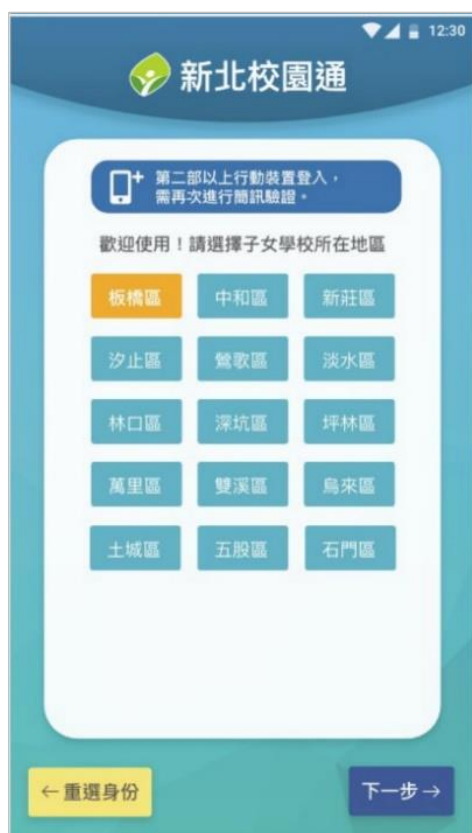 12:30
新北校園通
第二部以上行動裝置登入，
需再次進行簡訊驗證。
歡迎使用！請選擇子女學校所在地區
板橋區 中和區 新莊區
汐止區 鶯歌區 淡水區
林口區 深坑區 坪林區
萬里區 雙溪區 烏來區
土城區 五股區 石門區
←重選身份 下一步→